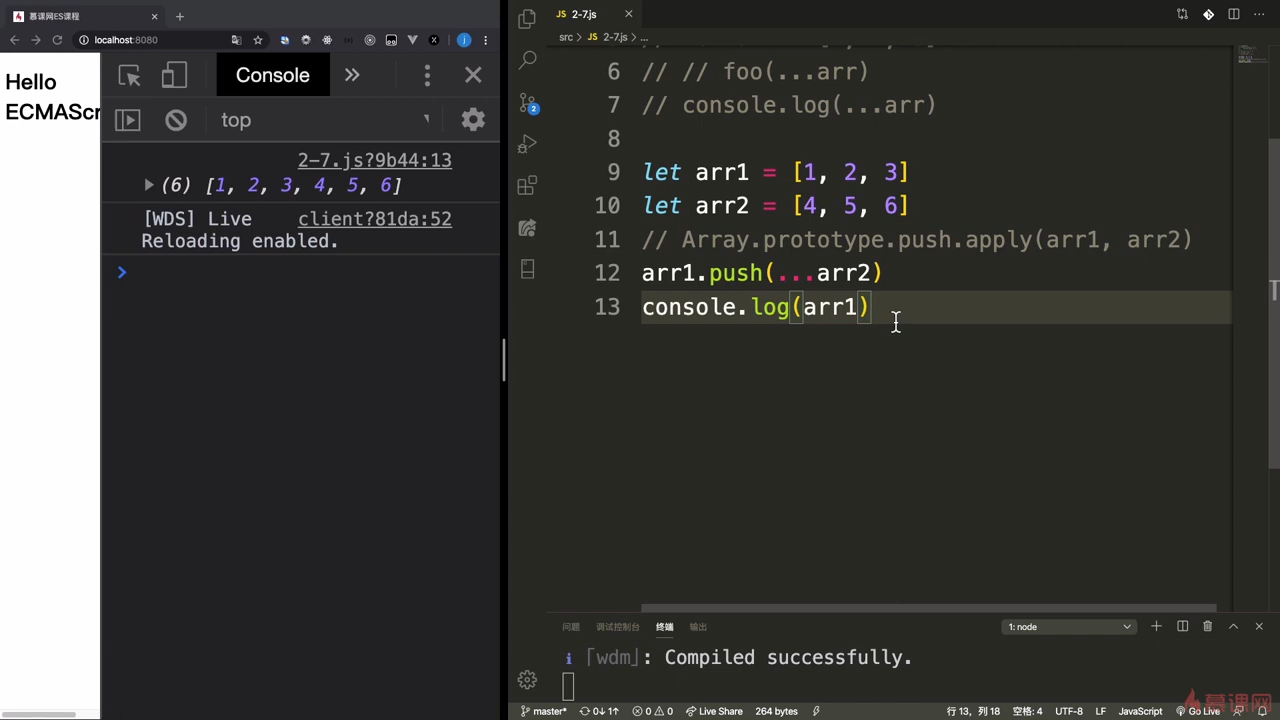 慕课网ES课程
localhost:8080
Hello
ECMAScr
Console
top
2-7.js?9b44:13
(6) [1, 2, 3, 4, 5, 6]
[WDS] Live
client?81da:52
Reloading enabled.
2-7.js
src > JS 2-7.js > ...
6 // // foo(...arr)
7 // console.log(...arr)
8
9 let arr1 = [1, 2, 3]
10 let arr2 = [4, 5, 6]
11 // Array.prototype.push.apply(arr1, arr2)
12 arr1.push(...arr2)
13 console.log(arr1)
问题 调试控制台 终端 输出
1: node
i ｢wdm｣: Compiled successfully.
master* 0↓ 1↑ 0 0 Live Share 264 bytes
行 13, 列 18 空格: 4 UTF-8 LF JavaScript Go Live
慕课网